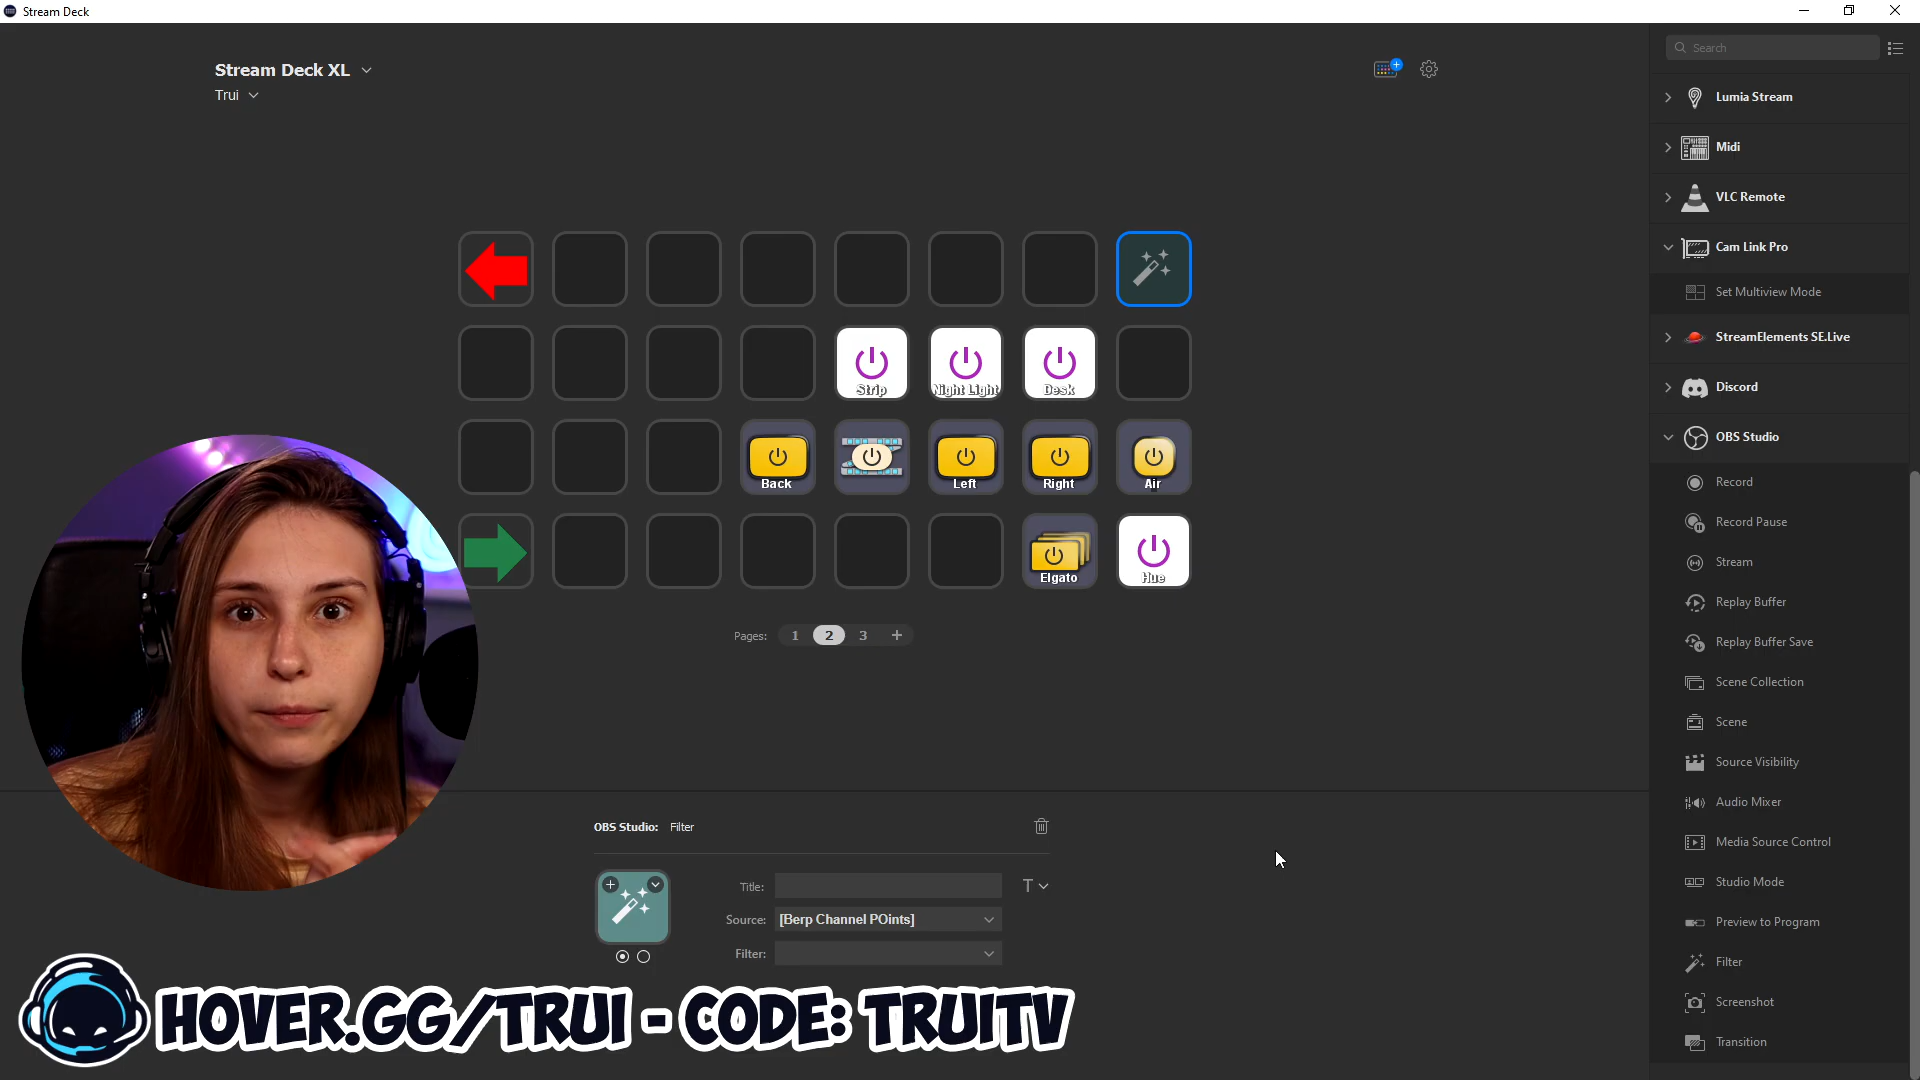 Stream Deck
Stream Deck XL
Trui
Search
Lumia Stream
Midi
VLC Remote
Cam Link Pro
Set Multiview Mode
StreamElements SE.Live
Discord
OBS Studio
Record
Record Pause
Stream
Replay Buffer
Replay Buffer Save
Scene Collection
Scene
Source Visibility
Audio Mixer
Media Source Control
Studio Mode
Preview to Program
Filter
Screenshot
Transition
Strip
Night Light
Desk
Back
Left
Right
Air
Elgato
Hue
Pages: 1 2 3 +
OBS Studio: Filter
Title:
T
Source: [Berp Channel POints]
Filter:
HOVER.GG/TRUI - CODE: TRUITV